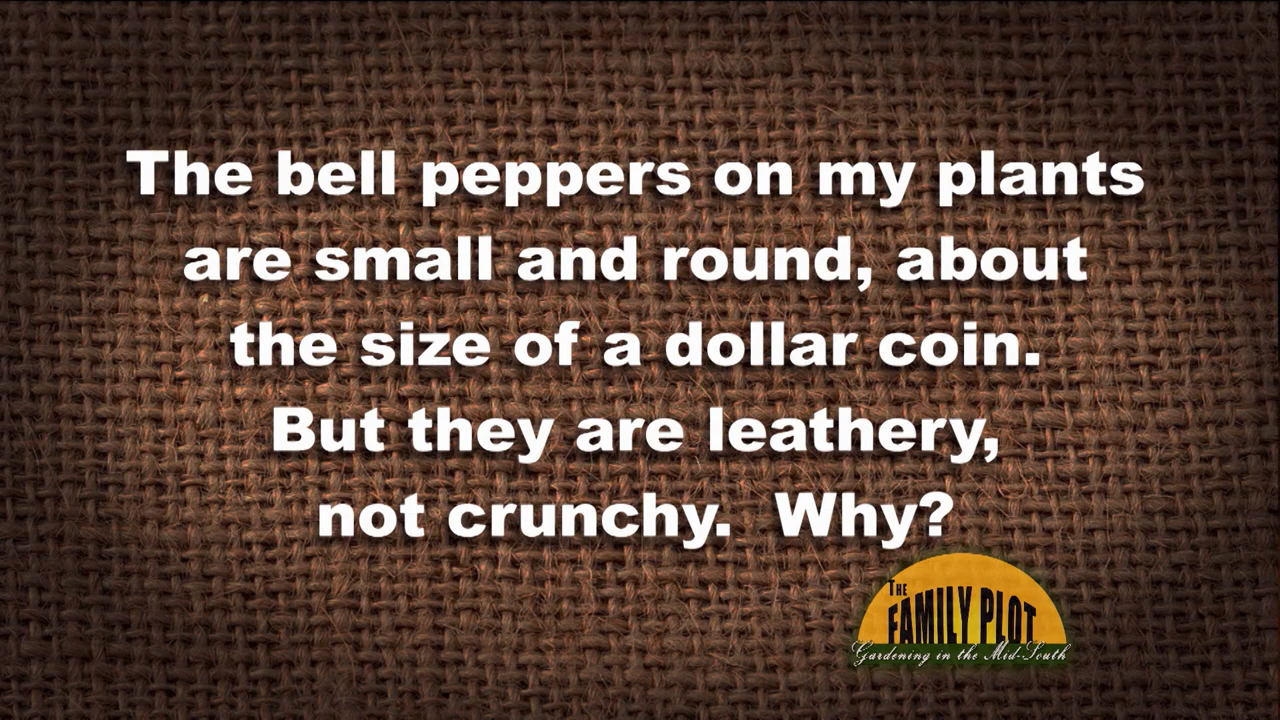 The bell peppers on my plants
are small and round, about
the size of a dollar coin.
But they are leathery,
not crunchy.  Why?
THE
FAMILY PLOT
Gardening in the Mid-South